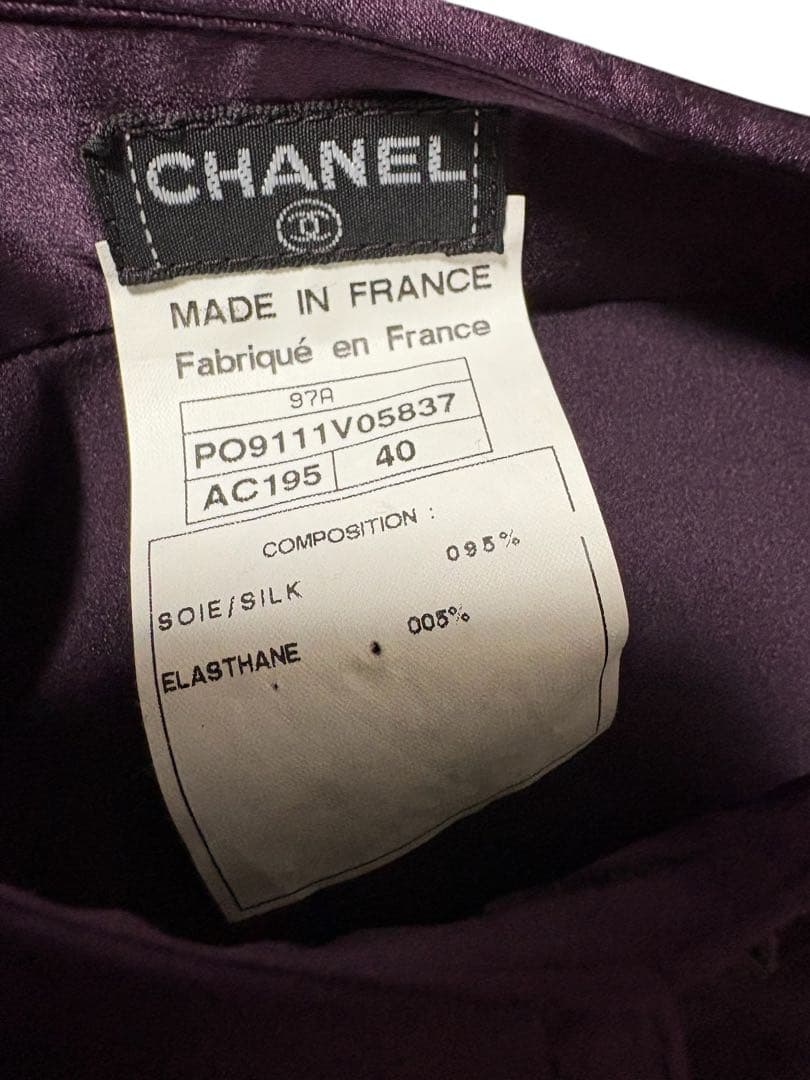 CHANEL
MADE IN FRANCE
Fabriqué en France
97A
PO9111V05837
AC195 40
COMPOSITION :
SOIE/SILK 095%
ELASTHANE 005%